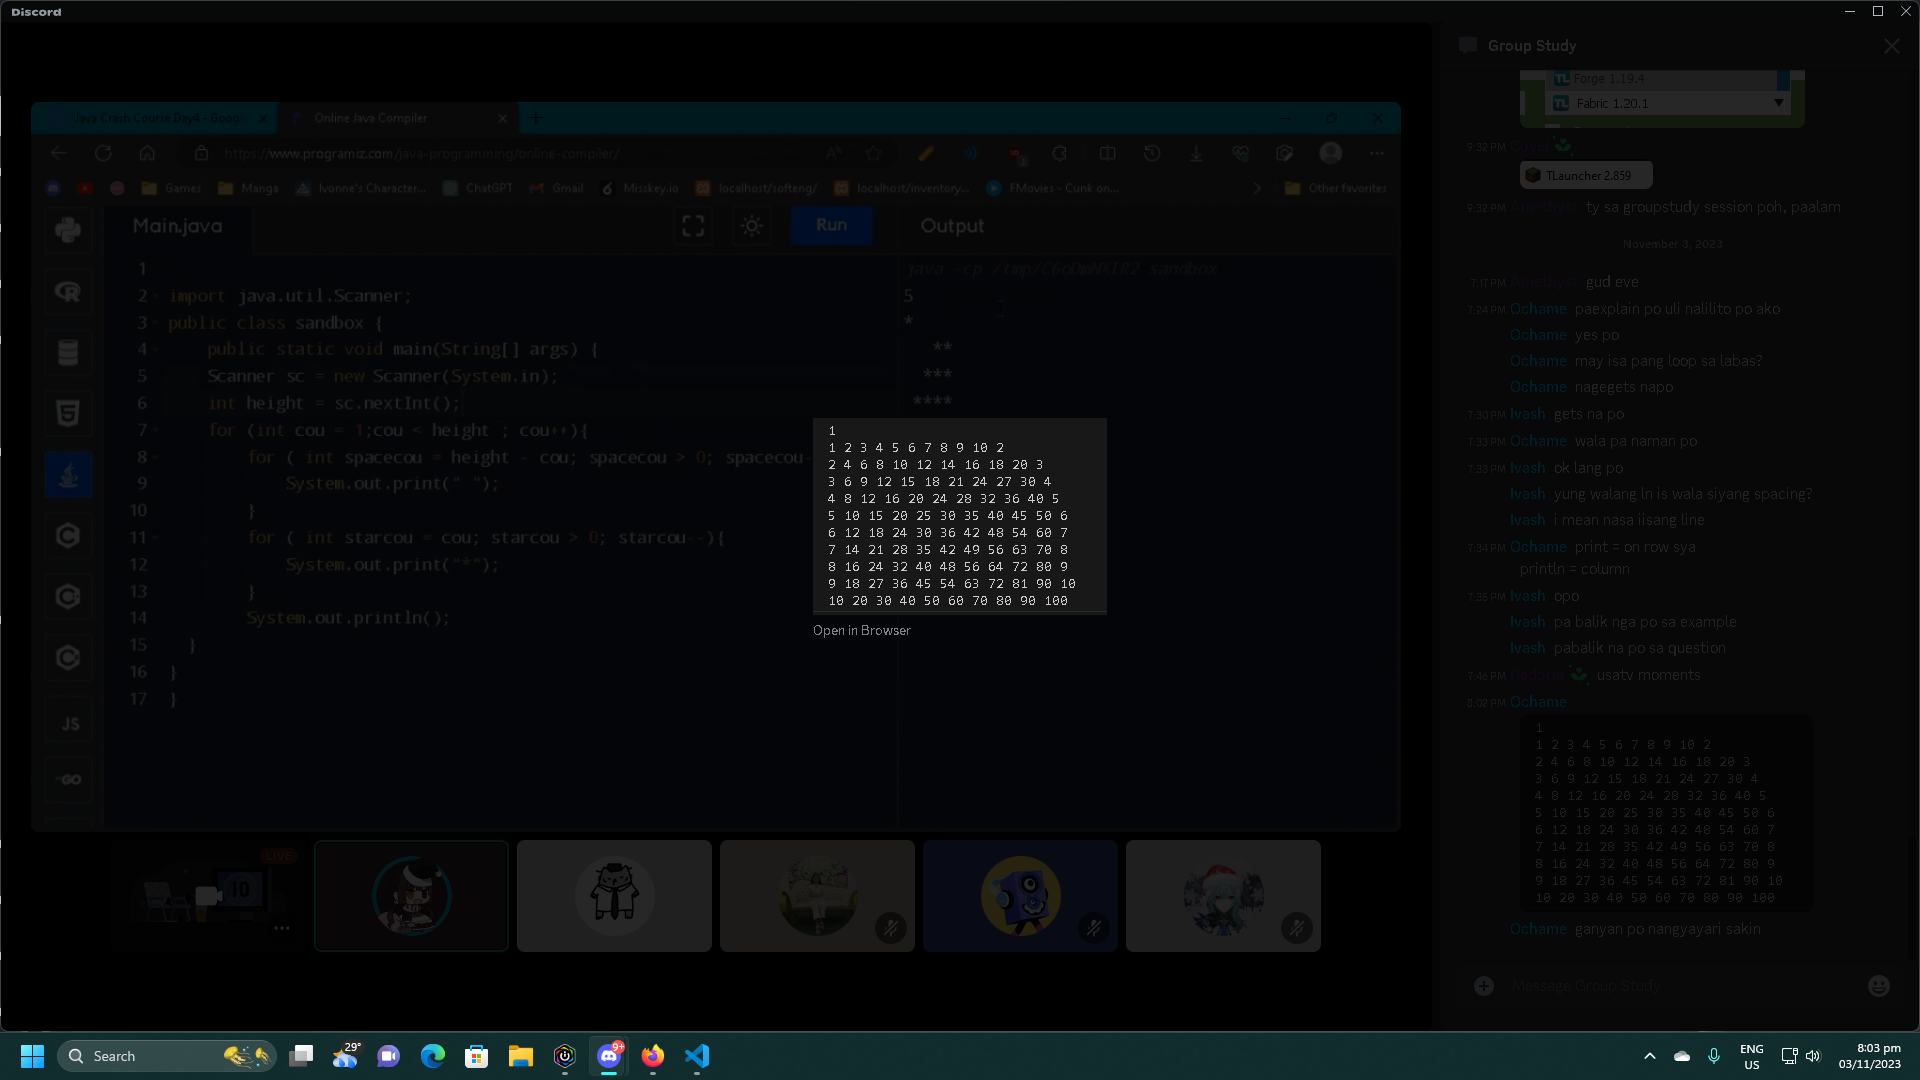 Discord
Java Crash Course Day4 - Googl
Online Java Compiler
https://www.programiz.com/java-programming/online-compiler/
Games
Manga
Ivonne's Character...
ChatGPT
Gmail
Misskey.io
localhost/softeng/
localhost/inventory...
FMovies - Cunk on...
Other favorites
Main.java
Run
Output
1
2 import java.util.Scanner;
3 public class sandbox {
4 public static void main(String[] args) {
5 Scanner sc = new Scanner(System.in);
6 int height = sc.nextInt();
7 for (int cou = 1;cou < height ; cou++){
8 for ( int spacecou = height - cou; spacecou > 0; spacecou-
9 System.out.print(" ");
10 }
11 for ( int starcou = cou; starcou > 0; starcou--){
12 System.out.print("*");
13 }
14 System.out.println();
15 }
16 }
17 }
JS
GO
java -cp /tmp/ sandbox
5
*
**
***
****
1
1 2 3 4 5 6 7 8 9 10 2
2 4 6 8 10 12 14 16 18 20 3
3 6 9 12 15 18 21 24 27 30 4
4 8 12 16 20 24 28 32 36 40 5
5 10 15 20 25 30 35 40 45 50 6
6 12 18 24 30 36 42 48 54 60 7
7 14 21 28 35 42 49 56 63 70 8
8 16 24 32 40 48 56 64 72 80 9
9 18 27 36 45 54 63 72 81 90 10
10 20 30 40 50 60 70 80 90 100
Open in Browser
LIVE
10
Group Study
Forge 1.19.4
Fabric 1.20.1
9:32 PM
TLauncher 2.859
9:32 PM Amethyst ty sa groupstudy session poh, paalam
November 3, 2023
7:17 PM Amethyst gud eve
7:24 PM Ochame paexplain po uli nalilito po ako
Ochame yes po
Ochame may isa pang loop sa labas?
Ochame nagegets napo
7:30 PM Ivash gets na po
7:33 PM Ochame wala pa naman po
7:33 PM Ivash ok lang po
Ivash yung walang ln is wala siyang spacing?
Ivash i mean nasa iisang line
7:34 PM Ochame print = on row sya
println = column
7:35 PM Ivash opo
Ivash pa balik nga po sa example
Ivash pabalik na po sa question
7:46 PM usatv moments
8:02 PM Ochame
1
1 2 3 4 5 6 7 8 9 10 2
2 4 6 8 10 12 14 16 18 20 3
3 6 9 12 15 18 21 24 27 30 4
4 8 12 16 20 24 28 32 36 40 5
5 10 15 20 25 30 35 40 45 50 6
6 12 18 24 30 36 42 48 54 60 7
7 14 21 28 35 42 49 56 63 70 8
8 16 24 32 40 48 56 64 72 80 9
9 18 27 36 45 54 63 72 81 90 10
10 20 30 40 50 60 70 80 90 100
Ochame ganyan po nangyayari sakin
Message Group Study
Search
29°
9+
ENG
US
8:03 pm
03/11/2023